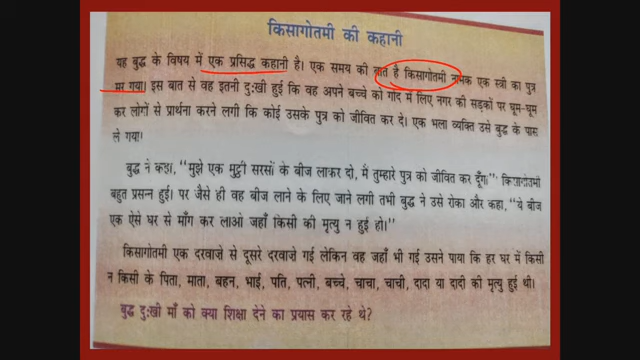 किसागोतमी की कहानी
यह बुद्ध के विषय में एक प्रसिद्ध कहानी है। एक समय की बात है किसागोतमी नामक एक स्त्री का पुत्र
मर गया। इस बात से वह इतनी दुःखी हुई कि वह अपने बच्चे को गोद में लिए नगर की सड़कों पर घूम-घूम
कर लोगों से प्रार्थना करने लगी कि कोई उसके पुत्र को जीवित कर दे। एक भला व्यक्ति उसे बुद्ध के पास
ले गया।
बुद्ध ने कहा, “मुझे एक मुट्ठी सरसों के बीज लाकर दो, मैं तुम्हारे पुत्र को जीवित कर दूँगा।” किसागोतमी
बहुत प्रसन्न हुई। पर जैसे ही वह बीज लाने के लिए जाने लगी तभी बुद्ध ने उसे रोका और कहा, “ये बीज
एक ऐसे घर से माँग कर लाओ जहाँ किसी की मृत्यु न हुई हो।”
किसागोतमी एक दरवाजे से दूसरे दरवाजे गई लेकिन वह जहाँ भी गई उसने पाया कि हर घर में किसी
न किसी के पिता, माता, बहन, भाई, पति, पत्नी, बच्चे, चाचा, चाची, दादा या दादी की मृत्यु हुई थी।
बुद्ध दुःखी माँ को क्या शिक्षा देने का प्रयास कर रहे थे?